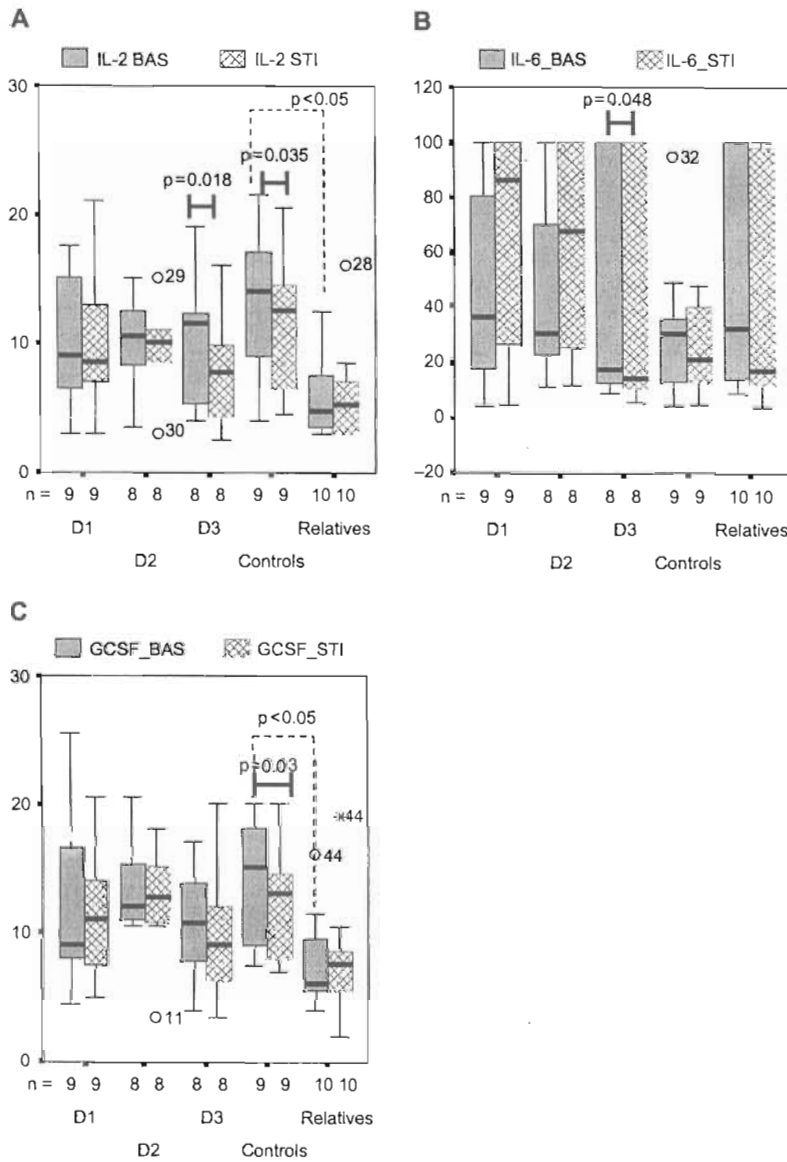 A
IL-2 BAS IL-2 STI
30
p<0.05
p=0.035
p=0.018
20
29
28
10
30
0
n = 9 9 8 8 8 8 9 9 10 10
D1 D3 Relatives
D2 Controls
B
IL-6_BAS IL-6_STI
120
p=0.048
100
32
80
60
40
20
0
–20
n = 9 9 8 8 8 8 9 9 10 10
D1 D3 Relatives
D2 Controls
C
GCSF_BAS GCSF_STI
30
p<0.05
p=0.03
20
44
44
10
11
0
n = 9 9 8 8 8 8 9 9 10 10
D1 D3 Relatives
D2 Controls